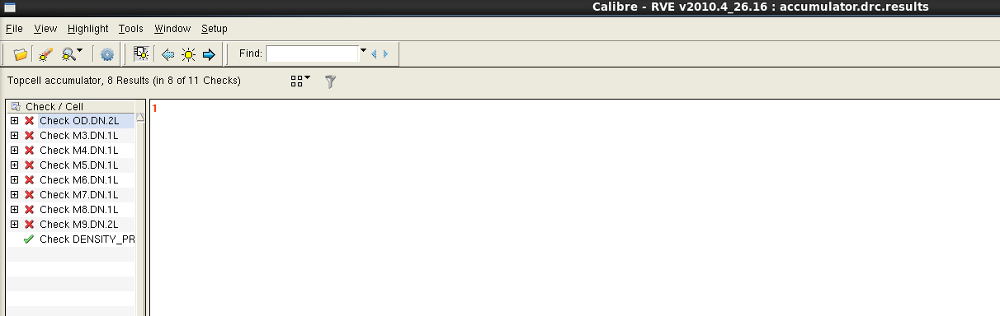 Calibre - RVE v2010.4_26.16 : accumulator.drc.results
File View Highlight Tools Window Setup
Find:
Topcell accumulator, 8 Results (in 8 of 11 Checks)
Check / Cell
1
Check OD.DN.2L
Check M3.DN.1L
Check M4.DN.1L
Check M5.DN.1L
Check M6.DN.1L
Check M7.DN.1L
Check M8.DN.1L
Check M9.DN.2L
Check DENSITY_PR